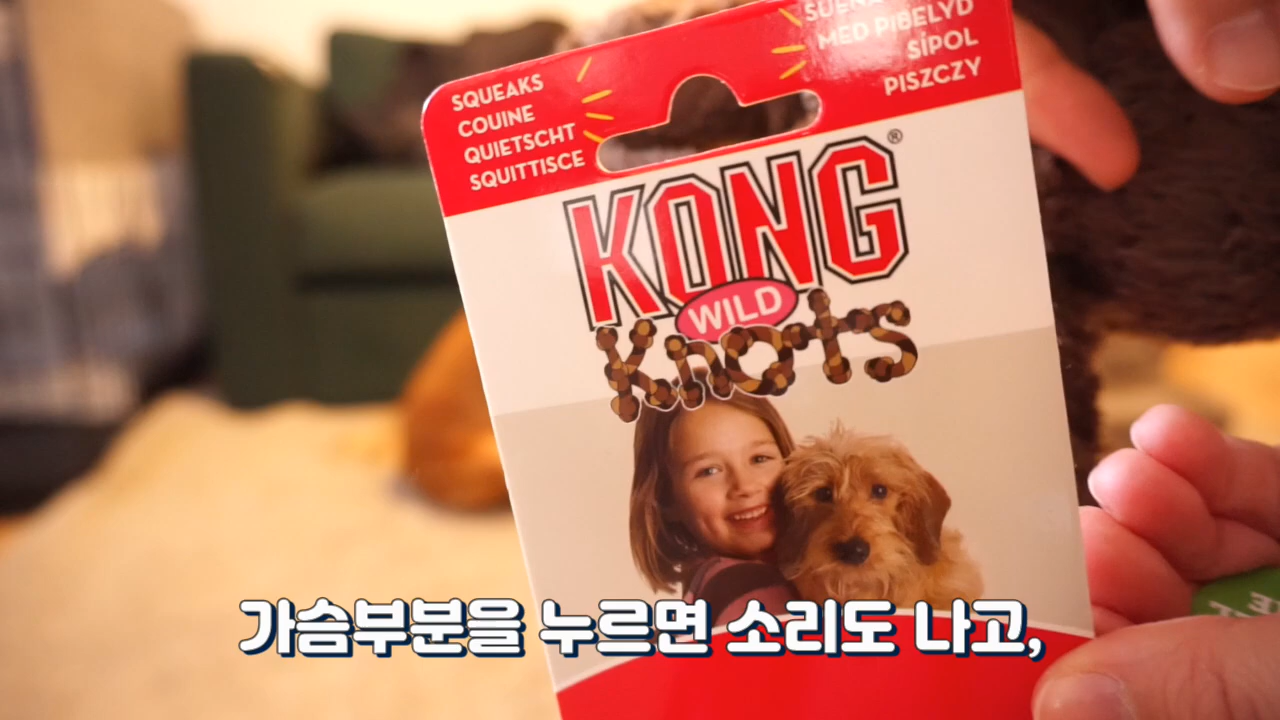 SQUEAKS
COUINE
QUIETSCHT
SQUITTISCE
MED PIBELYD
SÍPOL
PISZCZY
KONG®
WILD
Knots
가슴부분을 누르면 소리도 나고,